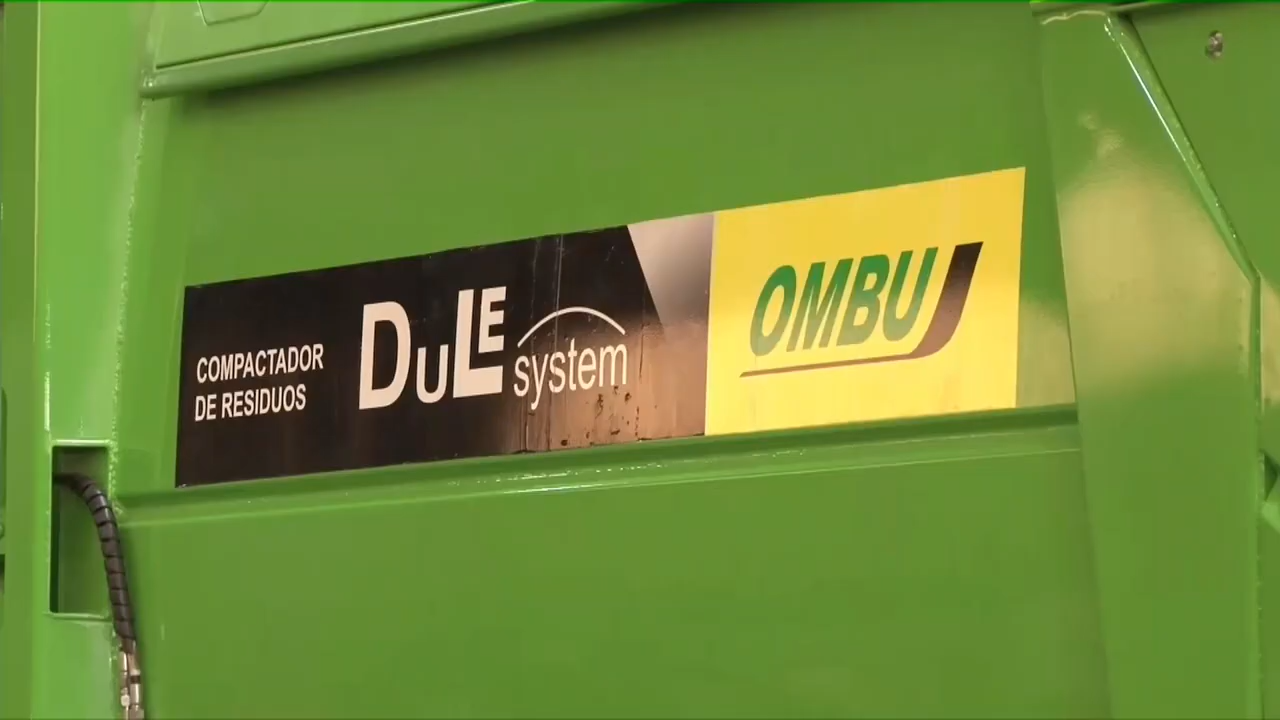 COMPACTADOR
DE RESIDUOS
DULE
system
OMBU